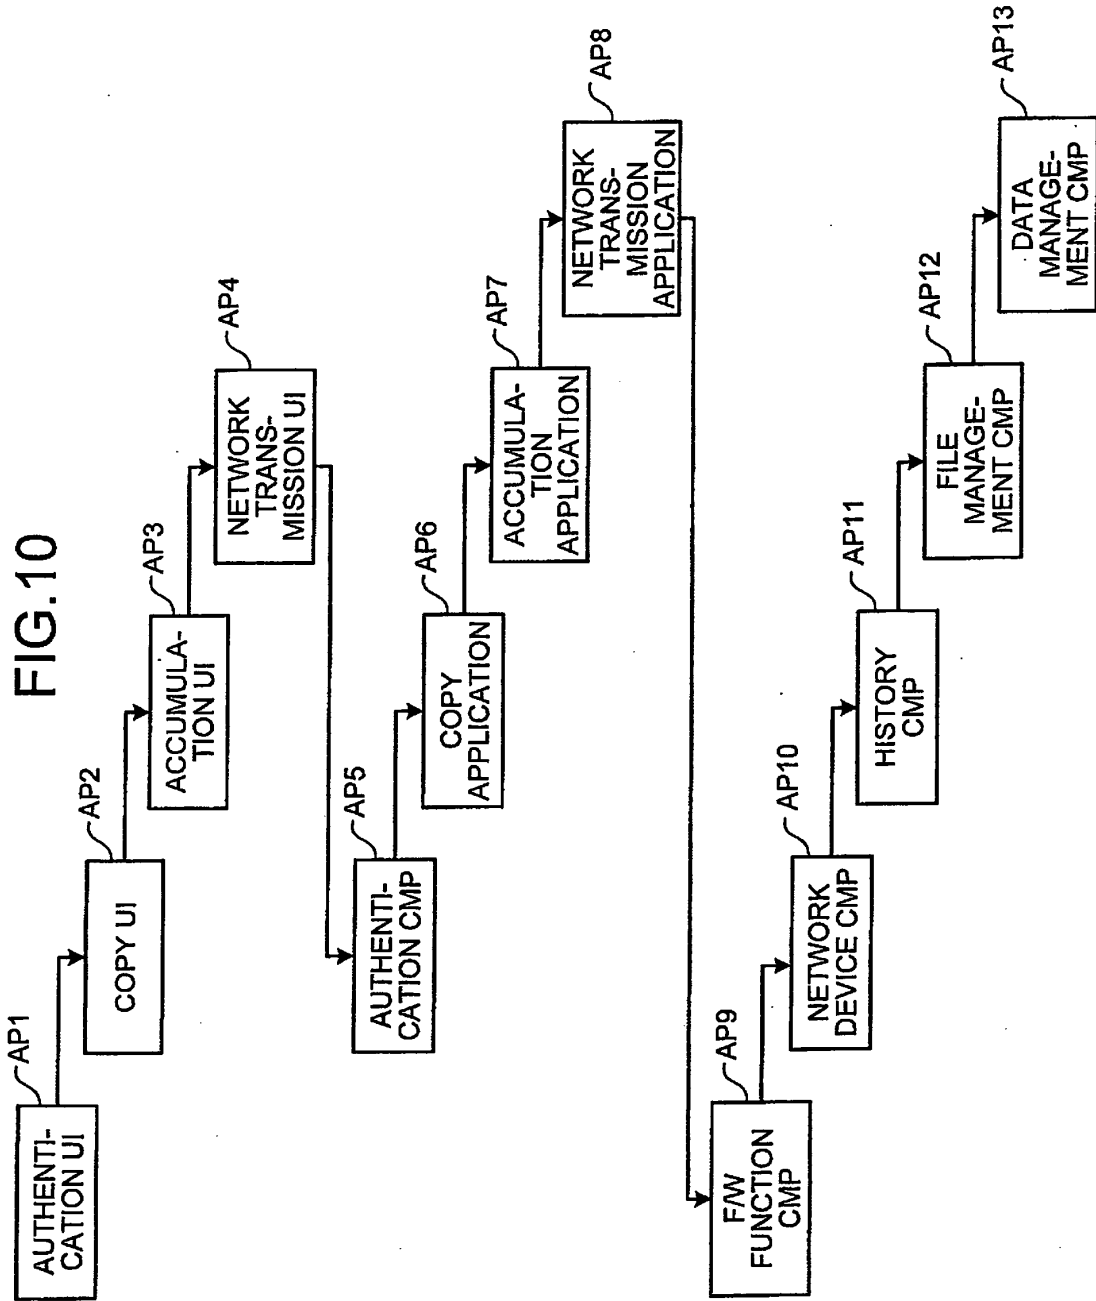 FIG.10
AP1
AUTHENTI-
CATION UI
AP2
COPY UI
AP3
ACCUMULA-
TION UI
AP4
NETWORK
TRANS-
MISSION UI
AP5
AUTHENTI-
CATION CMP
AP6
COPY
APPLICATION
AP7
ACCUMULA-
TION
APPLICATION
AP8
NETWORK
TRANS-
MISSION
APPLICATION
AP9
F/W
FUNCTION
CMP
AP10
NETWORK
DEVICE CMP
AP11
HISTORY
CMP
AP12
FILE
MANAGE-
MENT CMP
AP13
DATA
MANAGE-
MENT CMP